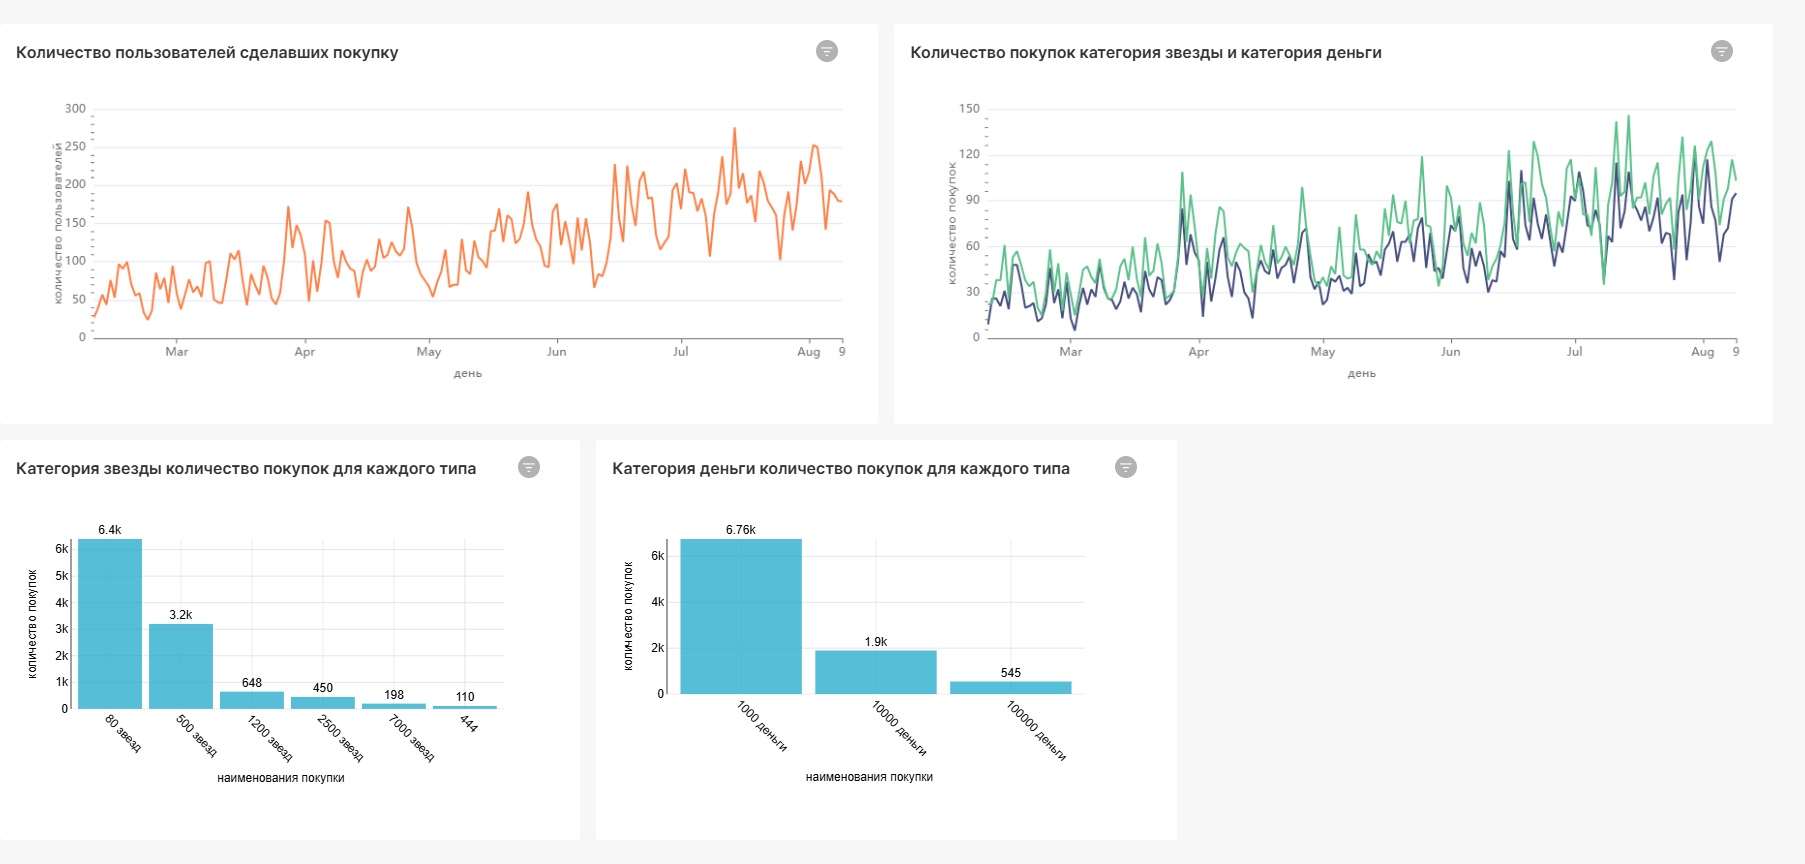 Количество пользователей сделавших покупку
300
250
200
150
100
50
0
количество пользователей
Mar
Apr
May
Jun
Jul
Aug
9
день
Количество покупок категория звезды и категория деньги
150
120
90
60
30
0
количество покупок
Mar
Apr
May
Jun
Jul
Aug
9
день
Категория звезды количество покупок для каждого типа
6k
5k
4k
3k
2k
1k
0
количество покупок
6.4k
3.2k
648
450
198
110
80 звезд
500 звезд
1200 звезд
2500 звезд
7000 звезд
444
наименования покупки
Категория деньги количество покупок для каждого типа
6k
4k
2k
0
количество покупок
6.76k
1.9k
545
1000 деньги
10000 деньги
100000 деньги
наименования покупки